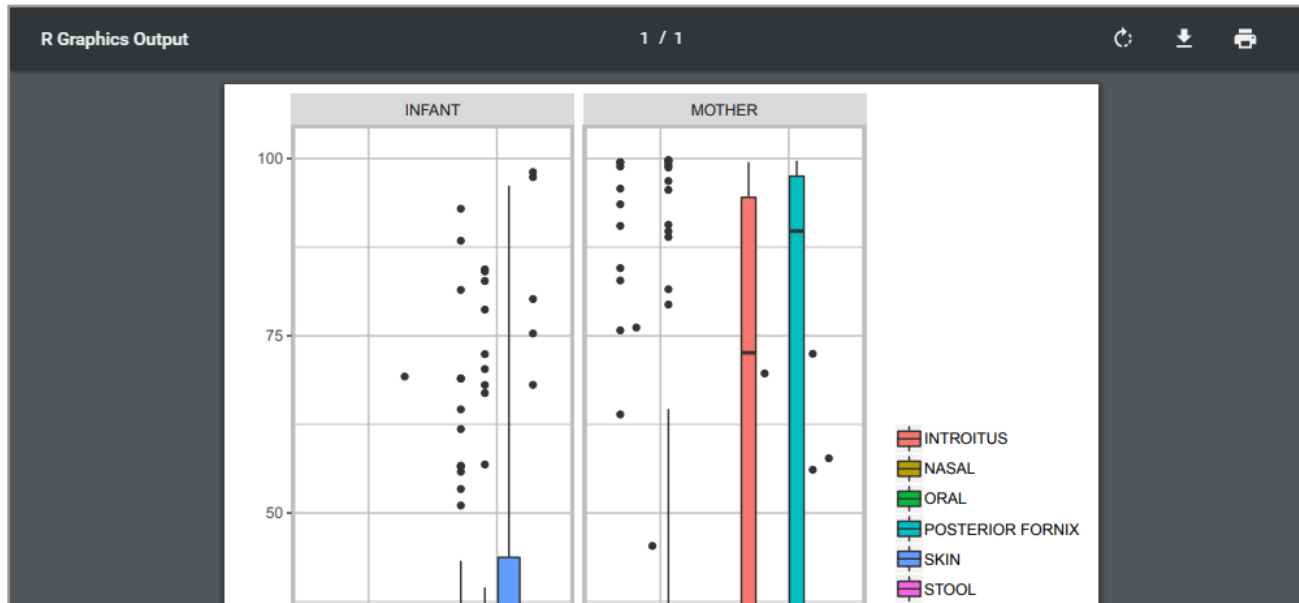 R Graphics Output
1 / 1
INFANT
MOTHER
100
75
50
INTROITUS
NASAL
ORAL
POSTERIOR FORNIX
SKIN
STOOL